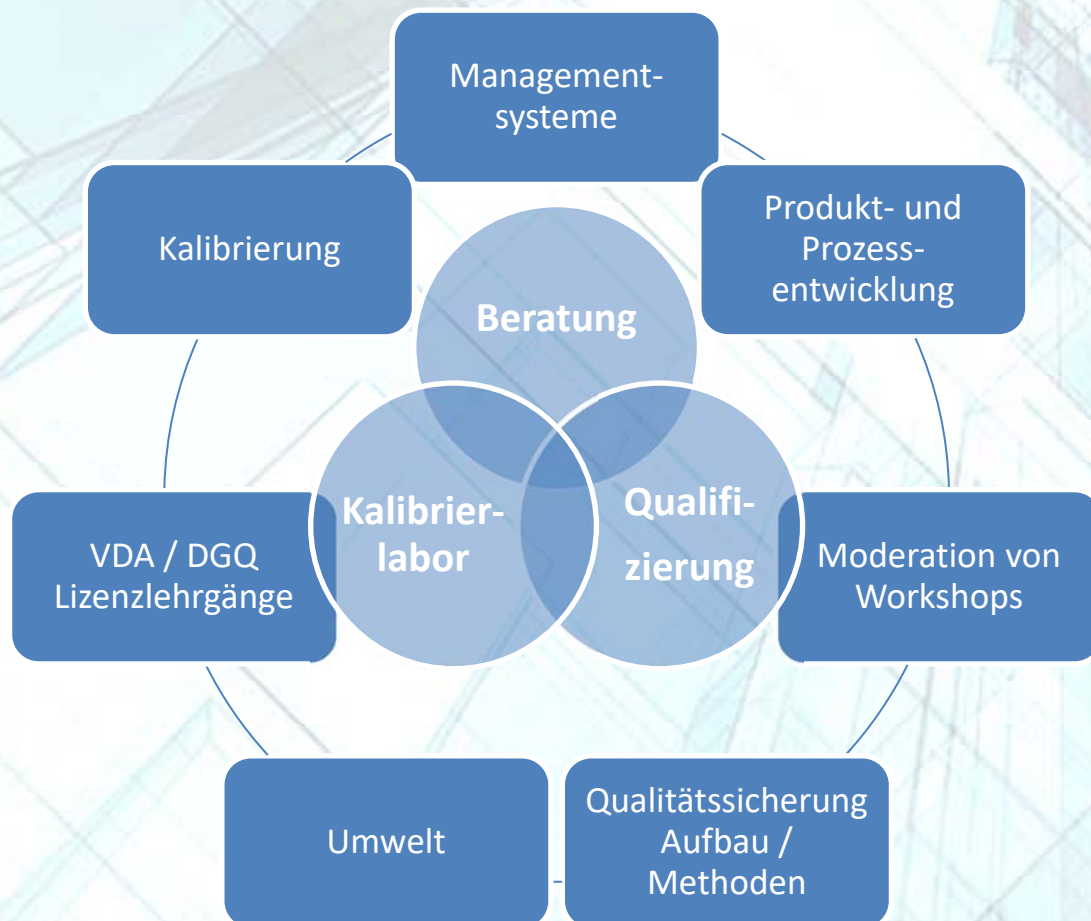 Management-
systeme
Produkt- und
Prozess-
entwicklung
Kalibrierung
Beratung
Kalibrier-
labor
Qualifi-
zierung
VDA / DGQ
Lizenzlehrgänge
Moderation von
Workshops
Umwelt
Qualitätssicherung
Aufbau /
Methoden